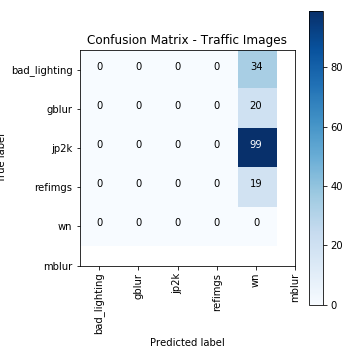 Confusion Matrix - Traffic Images
bad_lighting 0 0 0 0 34
gblur 0 0 0 0 20
jp2k 0 0 0 0 99
refimgs 0 0 0 0 19
wn 0 0 0 0 0
mblur
bad_lighting gblur jp2k refimgs wn mblur
Predicted label
80
60
40
20
0